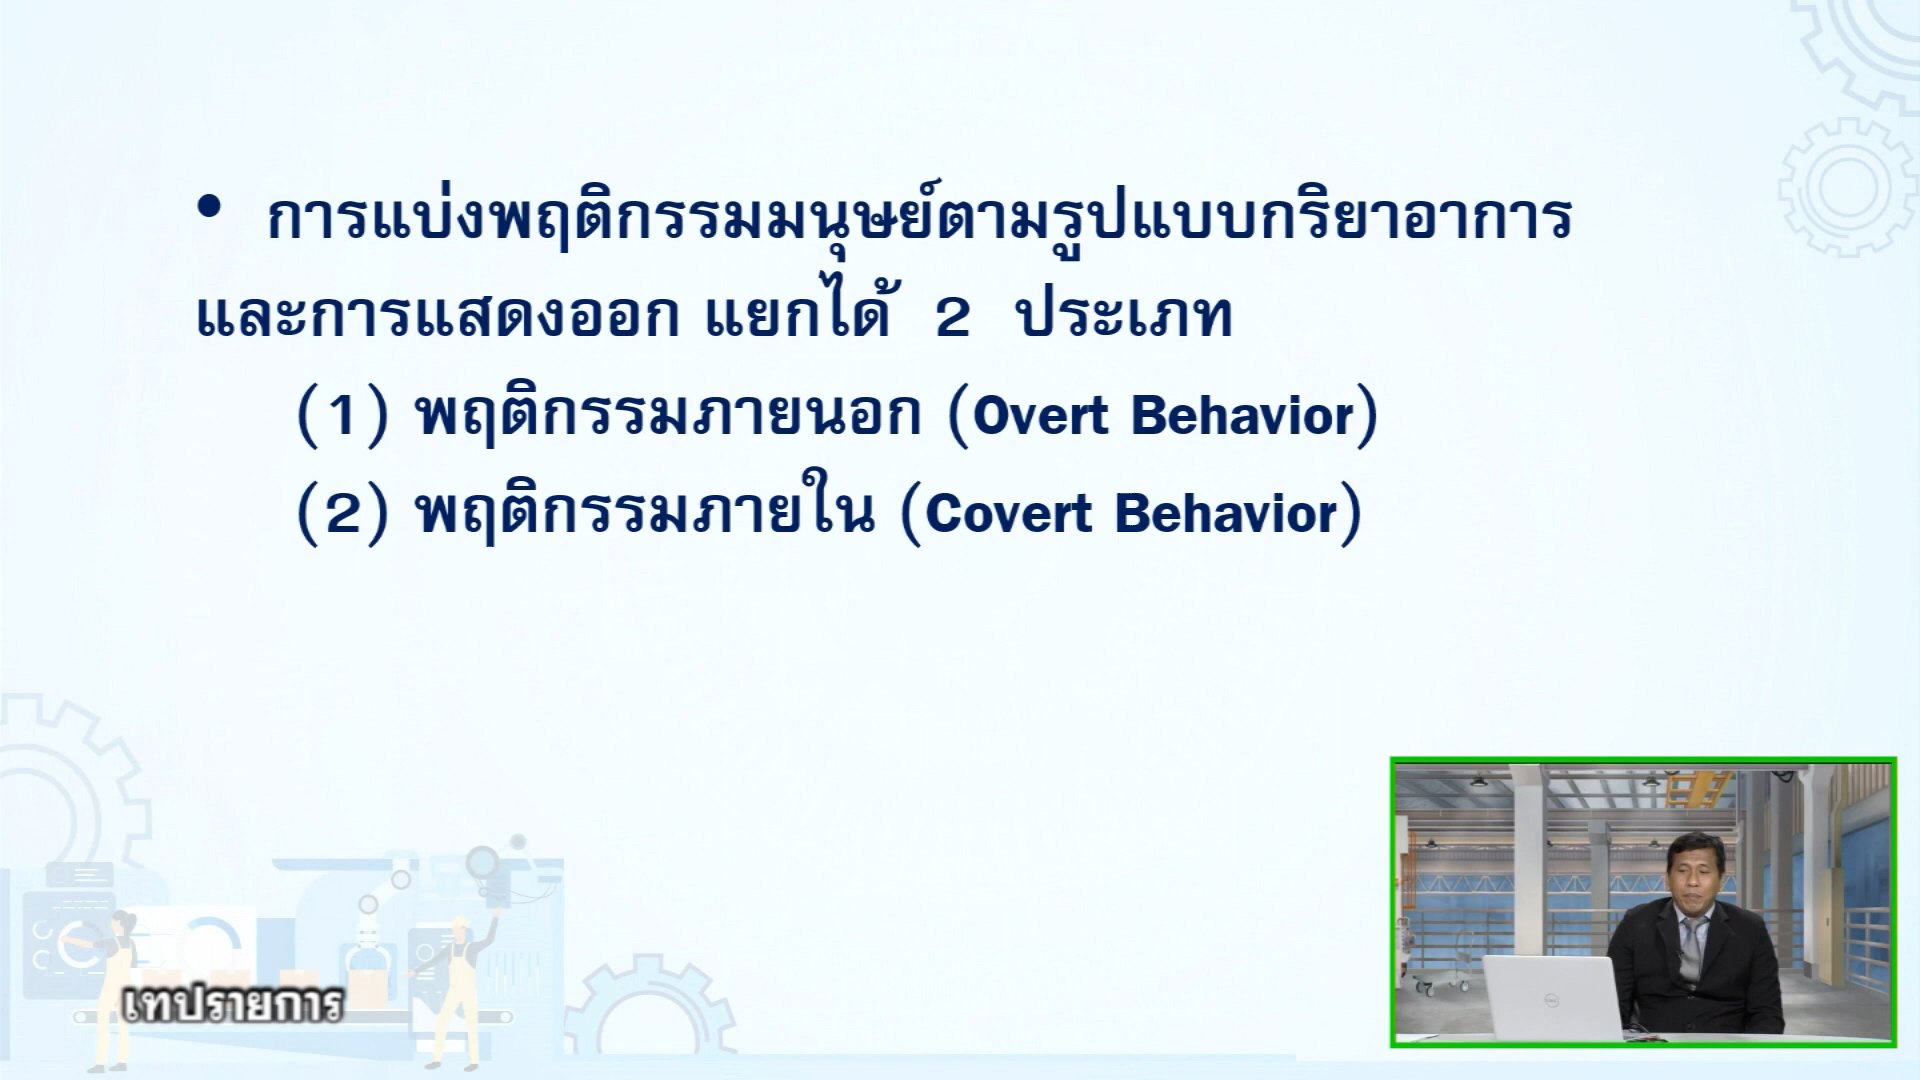 • การแบ่งพฤติกรรมมนุษย์ตามรูปแบบกริยาอาการ
และการแสดงออก แยกได้ 2 ประเภท
(1) พฤติกรรมภายนอก (Overt Behavior)
(2) พฤติกรรมภายใน (Covert Behavior)
เทปรายการ